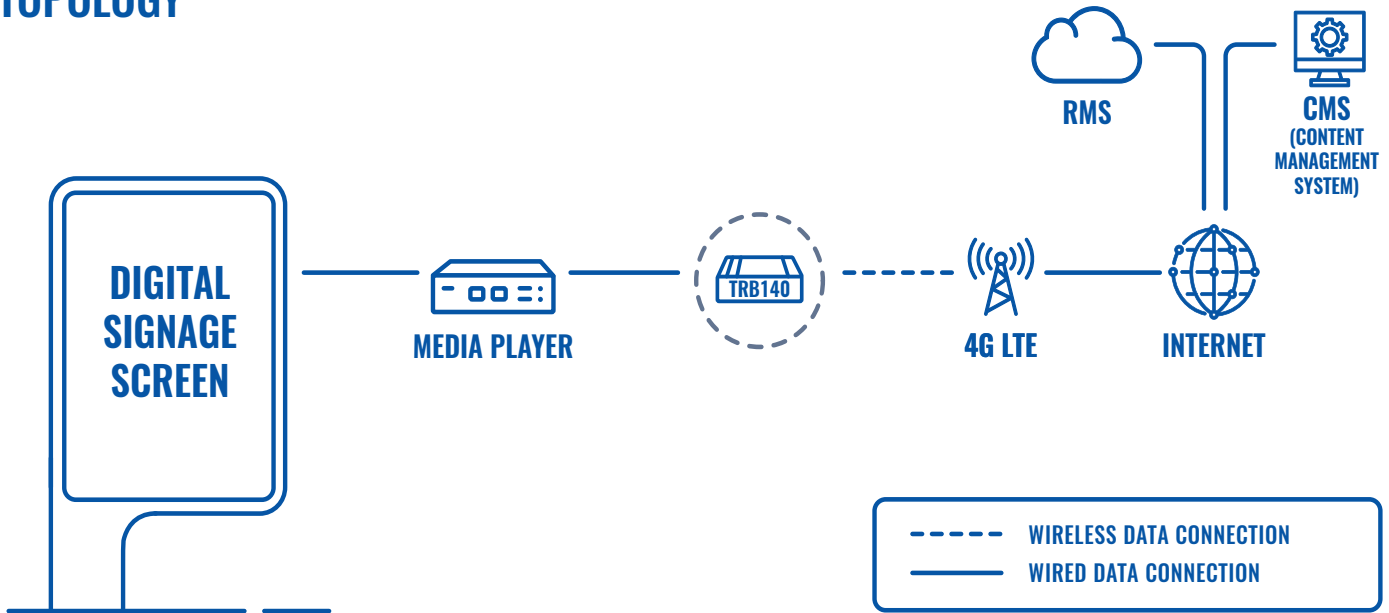 TOPOLOGY
RMS
CMS
(CONTENT
MANAGEMENT
SYSTEM)
DIGITAL
SIGNAGE
SCREEN
MEDIA PLAYER
TRB140
4G LTE
INTERNET
WIRELESS DATA CONNECTION
WIRED DATA CONNECTION